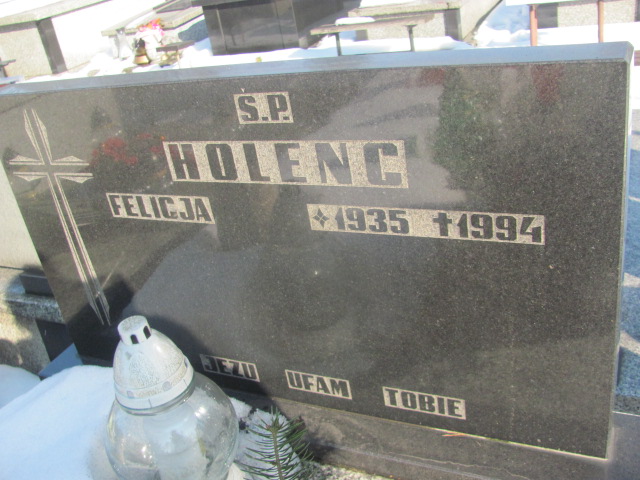 Ś.P.
HOLENC
FELICJA ✧1935 ✝1994
JEZU UFAM TOBIE